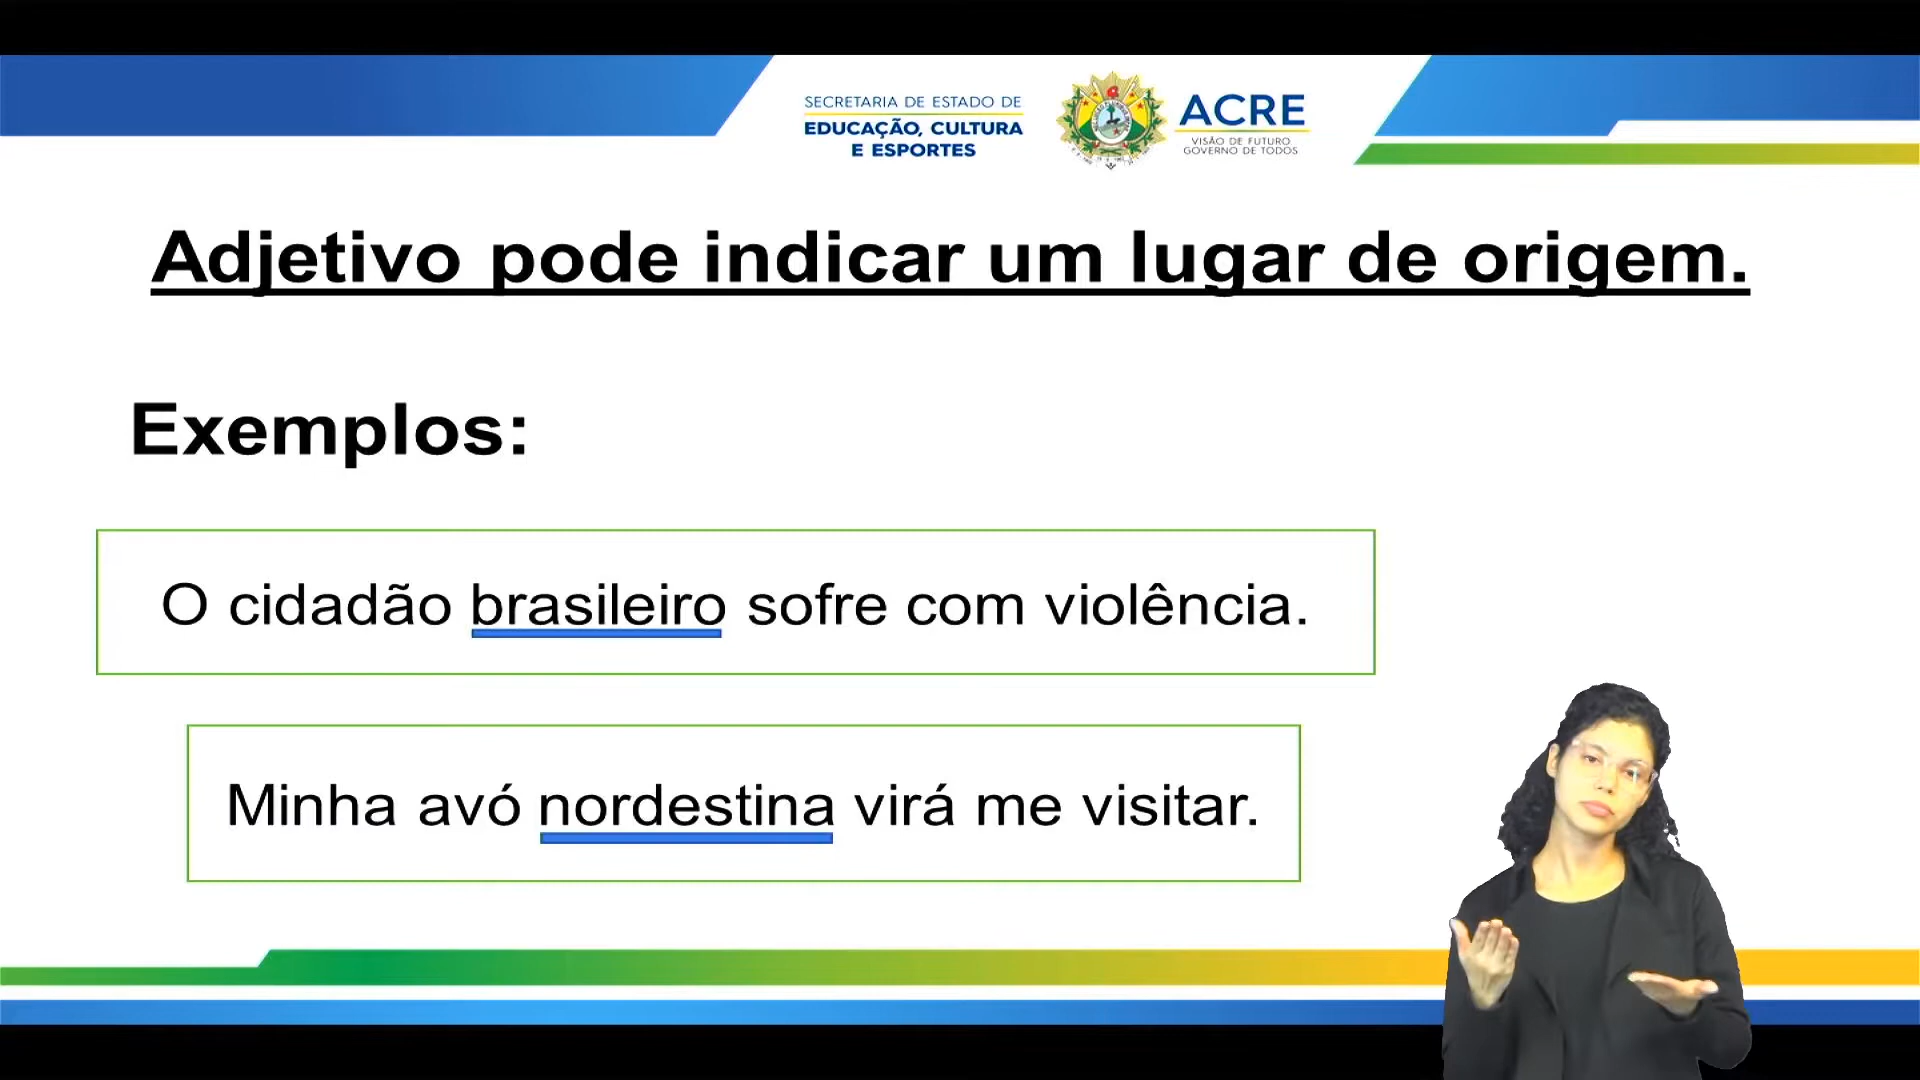 SECRETARIA DE ESTADO DE
EDUCAÇÃO, CULTURA
E ESPORTES
ACRE
VISÃO DE FUTURO
GOVERNO DE TODOS
Adjetivo pode indicar um lugar de origem.
Exemplos:
O cidadão brasileiro sofre com violência.
Minha avó nordestina virá me visitar.